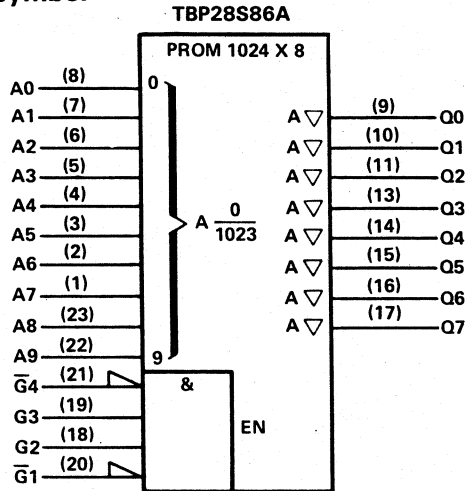 symbol
TBP28S86A
PROM 1024 X 8
A0 (8) 0
A1 (7)
A2 (6)
A3 (5)
A4 (4)
A5 (3)
A6 (2)
A7 (1)
A8 (23)
A9 (22) 9
A 0
1023
G̅4 (21)
G3 (19)
G2 (18)
G̅1 (20)
&
EN
A ▽ (9) Q0
A ▽ (10) Q1
A ▽ (11) Q2
A ▽ (13) Q3
A ▽ (14) Q4
A ▽ (15) Q5
A ▽ (16) Q6
A ▽ (17) Q7